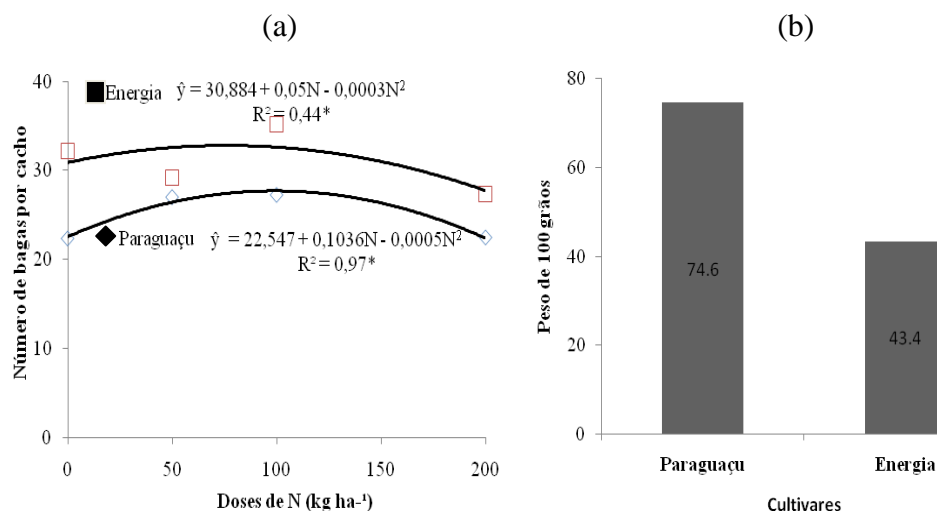 (a)
Número de bagas por cacho
40
30
20
10
0
Energia ŷ = 30,884 + 0,05N - 0,0003N²
R² = 0,44*
Paraguaçu ŷ = 22,547 + 0,1036N - 0,0005N²
R² = 0,97*
0 50 100 150 200
Doses de N (kg ha-¹)
(b)
Peso de 100 grãos
80
60
40
20
0
74.6
43.4
Paraguaçu Energia
Cultivares